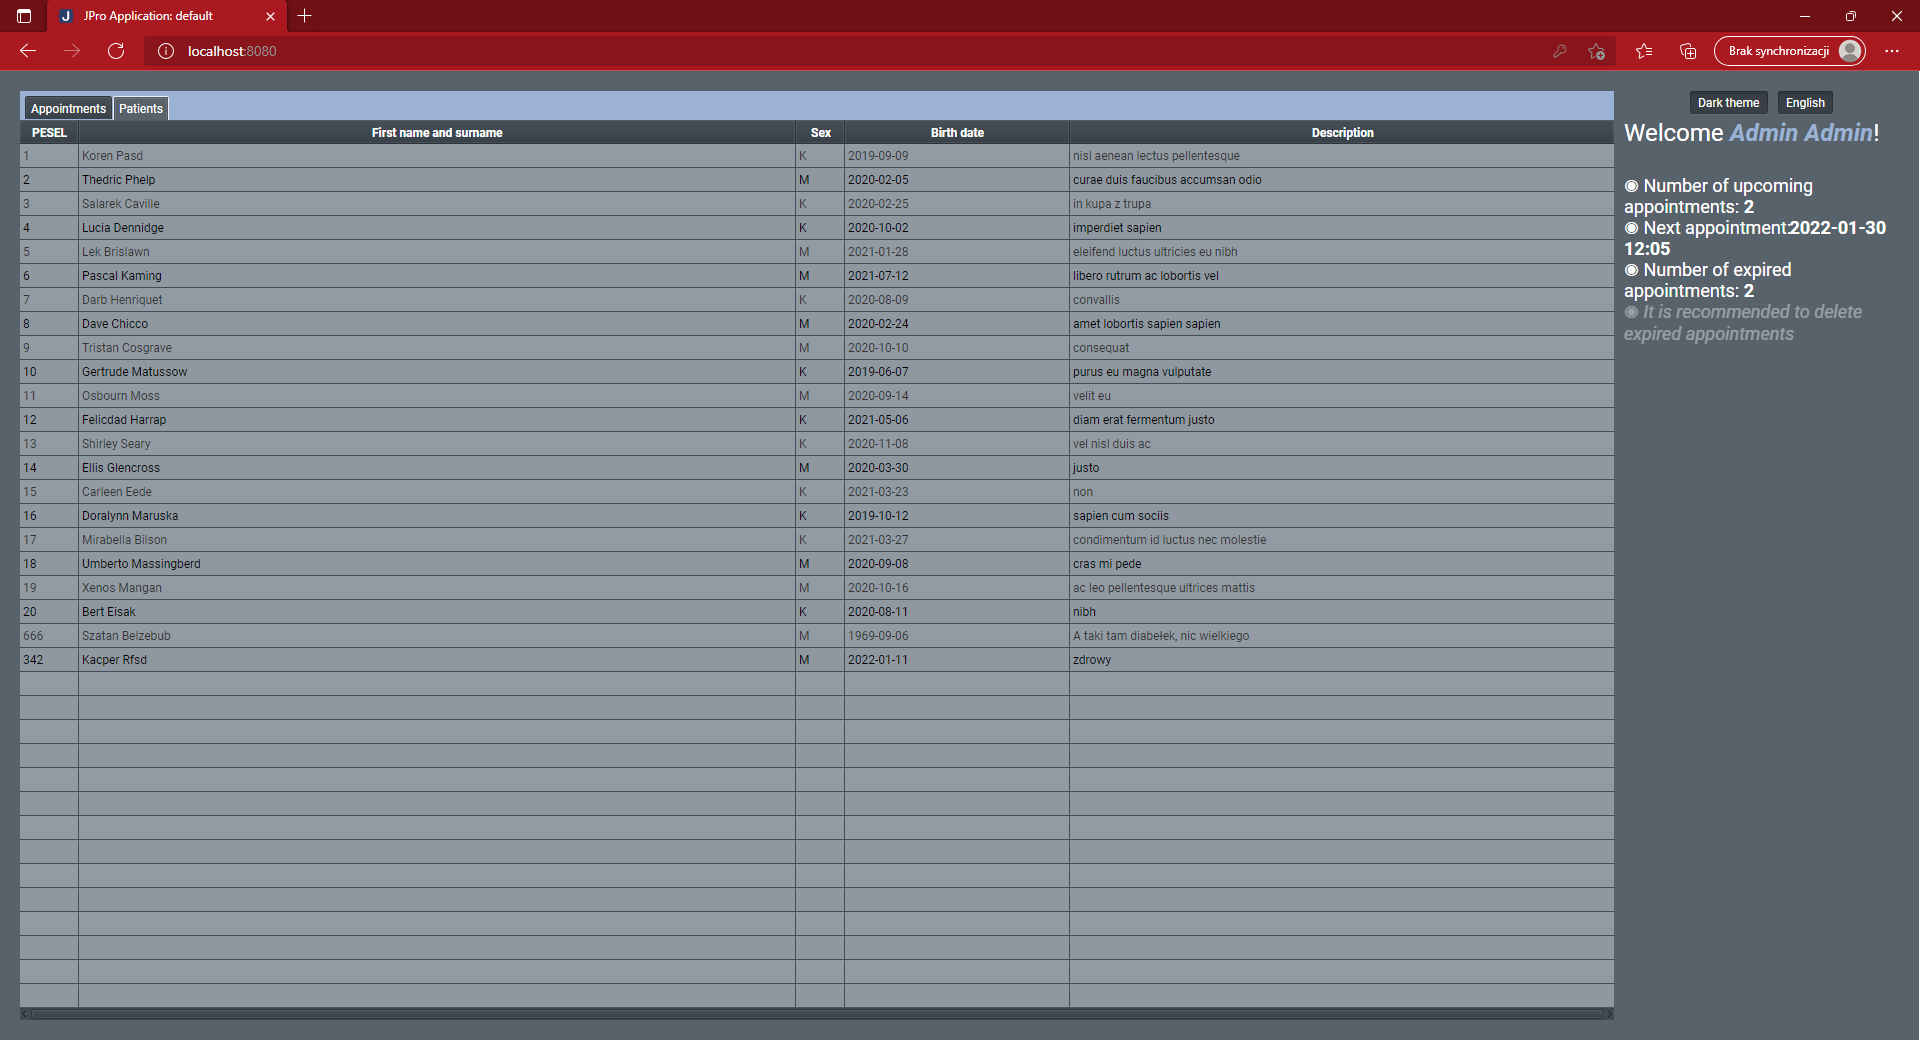 JPro Application: default
localhost:8080
Brak synchronizacji
Appointments Patients
Dark theme English
PESEL First name and surname Sex Birth date Description
1 Koren Pasd K 2019-09-09 nisl aenean lectus pellentesque
2 Thedric Phelp M 2020-02-05 curae duis faucibus accumsan odio
3 Salarek Caville K 2020-02-25 in kupa z trupa
4 Lucia Dennidge K 2020-10-02 imperdiet sapien
5 Lek Brislawn M 2021-01-28 eleifend luctus ultricies eu nibh
6 Pascal Kaming M 2021-07-12 libero rutrum ac lobortis vel
7 Darb Henriquet K 2020-08-09 convallis
8 Dave Chicco M 2020-02-24 amet lobortis sapien sapien
9 Tristan Cosgrave M 2020-10-10 consequat
10 Gertrude Matussow K 2019-06-07 purus eu magna vulputate
11 Osbourn Moss M 2020-09-14 velit eu
12 Felicdad Harrap K 2021-05-06 diam erat fermentum justo
13 Shirley Seary K 2020-11-08 vel nisl duis ac
14 Ellis Glencross M 2020-03-30 justo
15 Carleen Eede K 2021-03-23 non
16 Doralynn Maruska K 2019-10-12 sapien cum sociis
17 Mirabella Bilson K 2021-03-27 condimentum id luctus nec molestie
18 Umberto Massingberd M 2020-09-08 cras mi pede
19 Xenos Mangan M 2020-10-16 ac leo pellentesque ultrices mattis
20 Bert Eisak K 2020-08-11 nibh
666 Szatan Belzebub M 1969-09-06 A taki tam diabełek, nic wielkiego
342 Kacper Rfsd M 2022-01-11 zdrowy
Welcome Admin Admin!
◉ Number of upcoming
appointments: 2
◉ Next appointment:2022-01-30
12:05
◉ Number of expired
appointments: 2
◉ It is recommended to delete
expired appointments